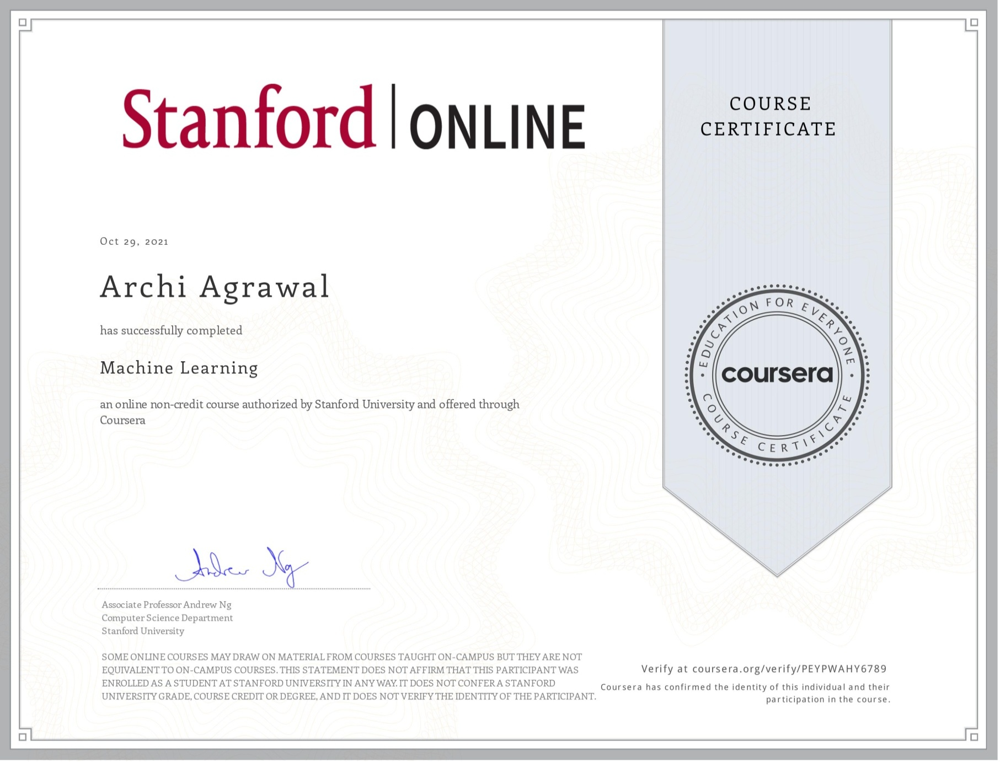 Stanford | ONLINE
COURSE
CERTIFICATE
Oct 29, 2021
Archi Agrawal
has successfully completed
Machine Learning
an online non-credit course authorized by Stanford University and offered through
Coursera
EDUCATION FOR EVERYONE
coursera
COURSE CERTIFICATE
Andrew Ng
Associate Professor Andrew Ng
Computer Science Department
Stanford University
SOME ONLINE COURSES MAY DRAW ON MATERIAL FROM COURSES TAUGHT ON-CAMPUS BUT THEY ARE NOT
EQUIVALENT TO ON-CAMPUS COURSES. THIS STATEMENT DOES NOT AFFIRM THAT THIS PARTICIPANT WAS
ENROLLED AS A STUDENT AT STANFORD UNIVERSITY IN ANY WAY. IT DOES NOT CONFER A STANFORD
UNIVERSITY GRADE, COURSE CREDIT OR DEGREE, AND IT DOES NOT VERIFY THE IDENTITY OF THE PARTICIPANT.
Verify at coursera.org/verify/PEYPWAHY6789
Coursera has confirmed the identity of this individual and their
participation in the course.